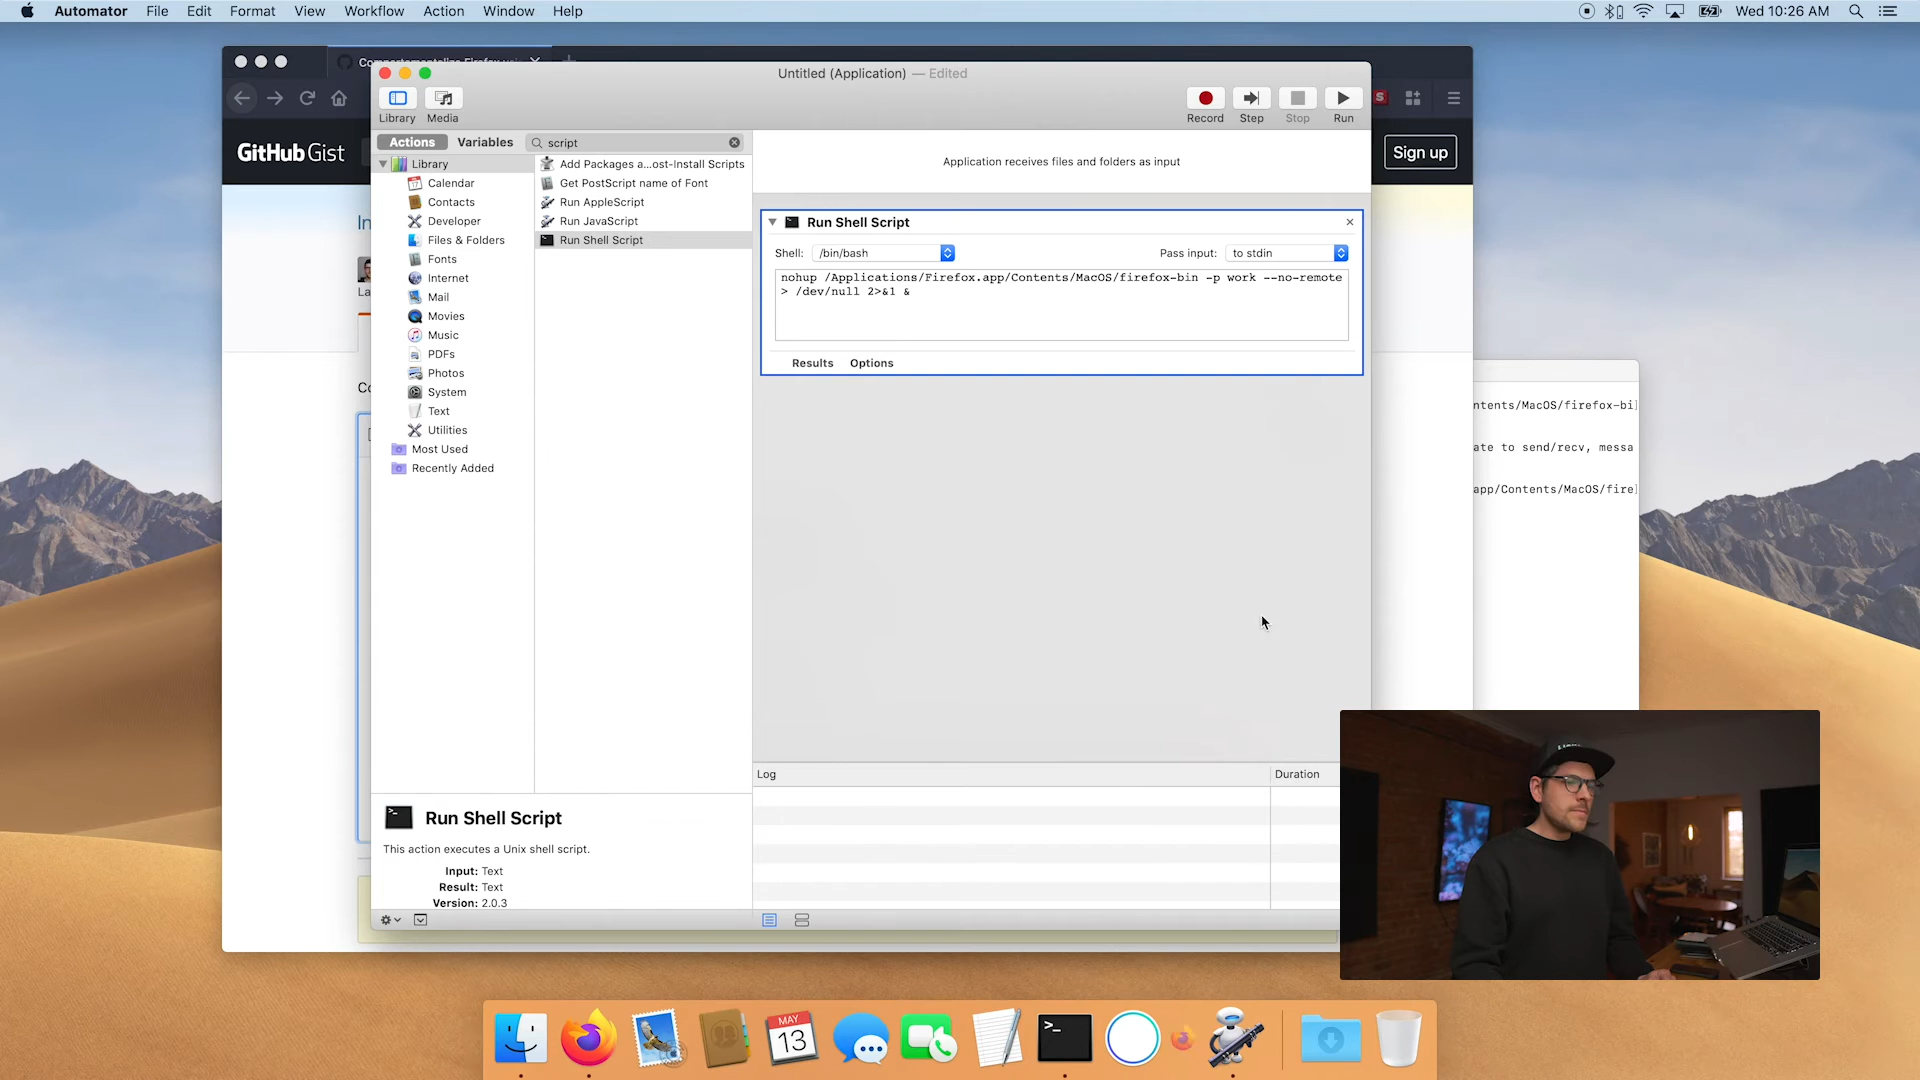 Automator File Edit Format View Workflow Action Window Help Wed 10:26 AM
Untitled (Application) — Edited
Library Media Record Step Stop Run
Actions Variables script
GitHub Gist
Sign up
Library
Calendar
Contacts
Developer
Files & Folders
Fonts
Internet
Mail
Movies
Music
PDFs
Photos
System
Text
Utilities
Most Used
Recently Added
Add Packages a...ost-Install Scripts
Get PostScript name of Font
Run AppleScript
Run JavaScript
Run Shell Script
Application receives files and folders as input
Run Shell Script
Shell: /bin/bash Pass input: to stdin
nohup /Applications/Firefox.app/Contents/MacOS/firefox-bin -p work --no-remote
> /dev/null 2>&1 &
Results Options
ntents/MacOS/firefox-bi
ate to send/recv, messa
app/Contents/MacOS/fire
Log Duration
Run Shell Script
This action executes a Unix shell script.
Input: Text
Result: Text
Version: 2.0.3
MAY
13